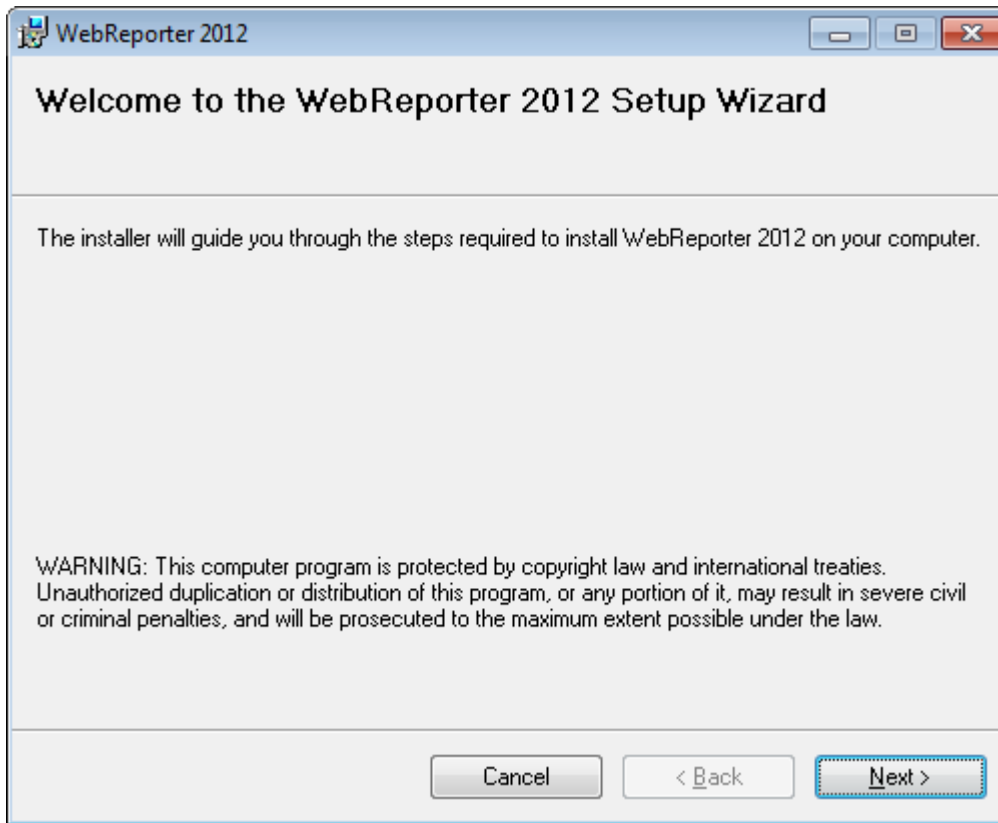 WebReporter 2012
Welcome to the WebReporter 2012 Setup Wizard
The installer will guide you through the steps required to install WebReporter 2012 on your computer.
WARNING: This computer program is protected by copyright law and international treaties.
Unauthorized duplication or distribution of this program, or any portion of it, may result in severe civil
or criminal penalties, and will be prosecuted to the maximum extent possible under the law.
Cancel
< Back
Next >